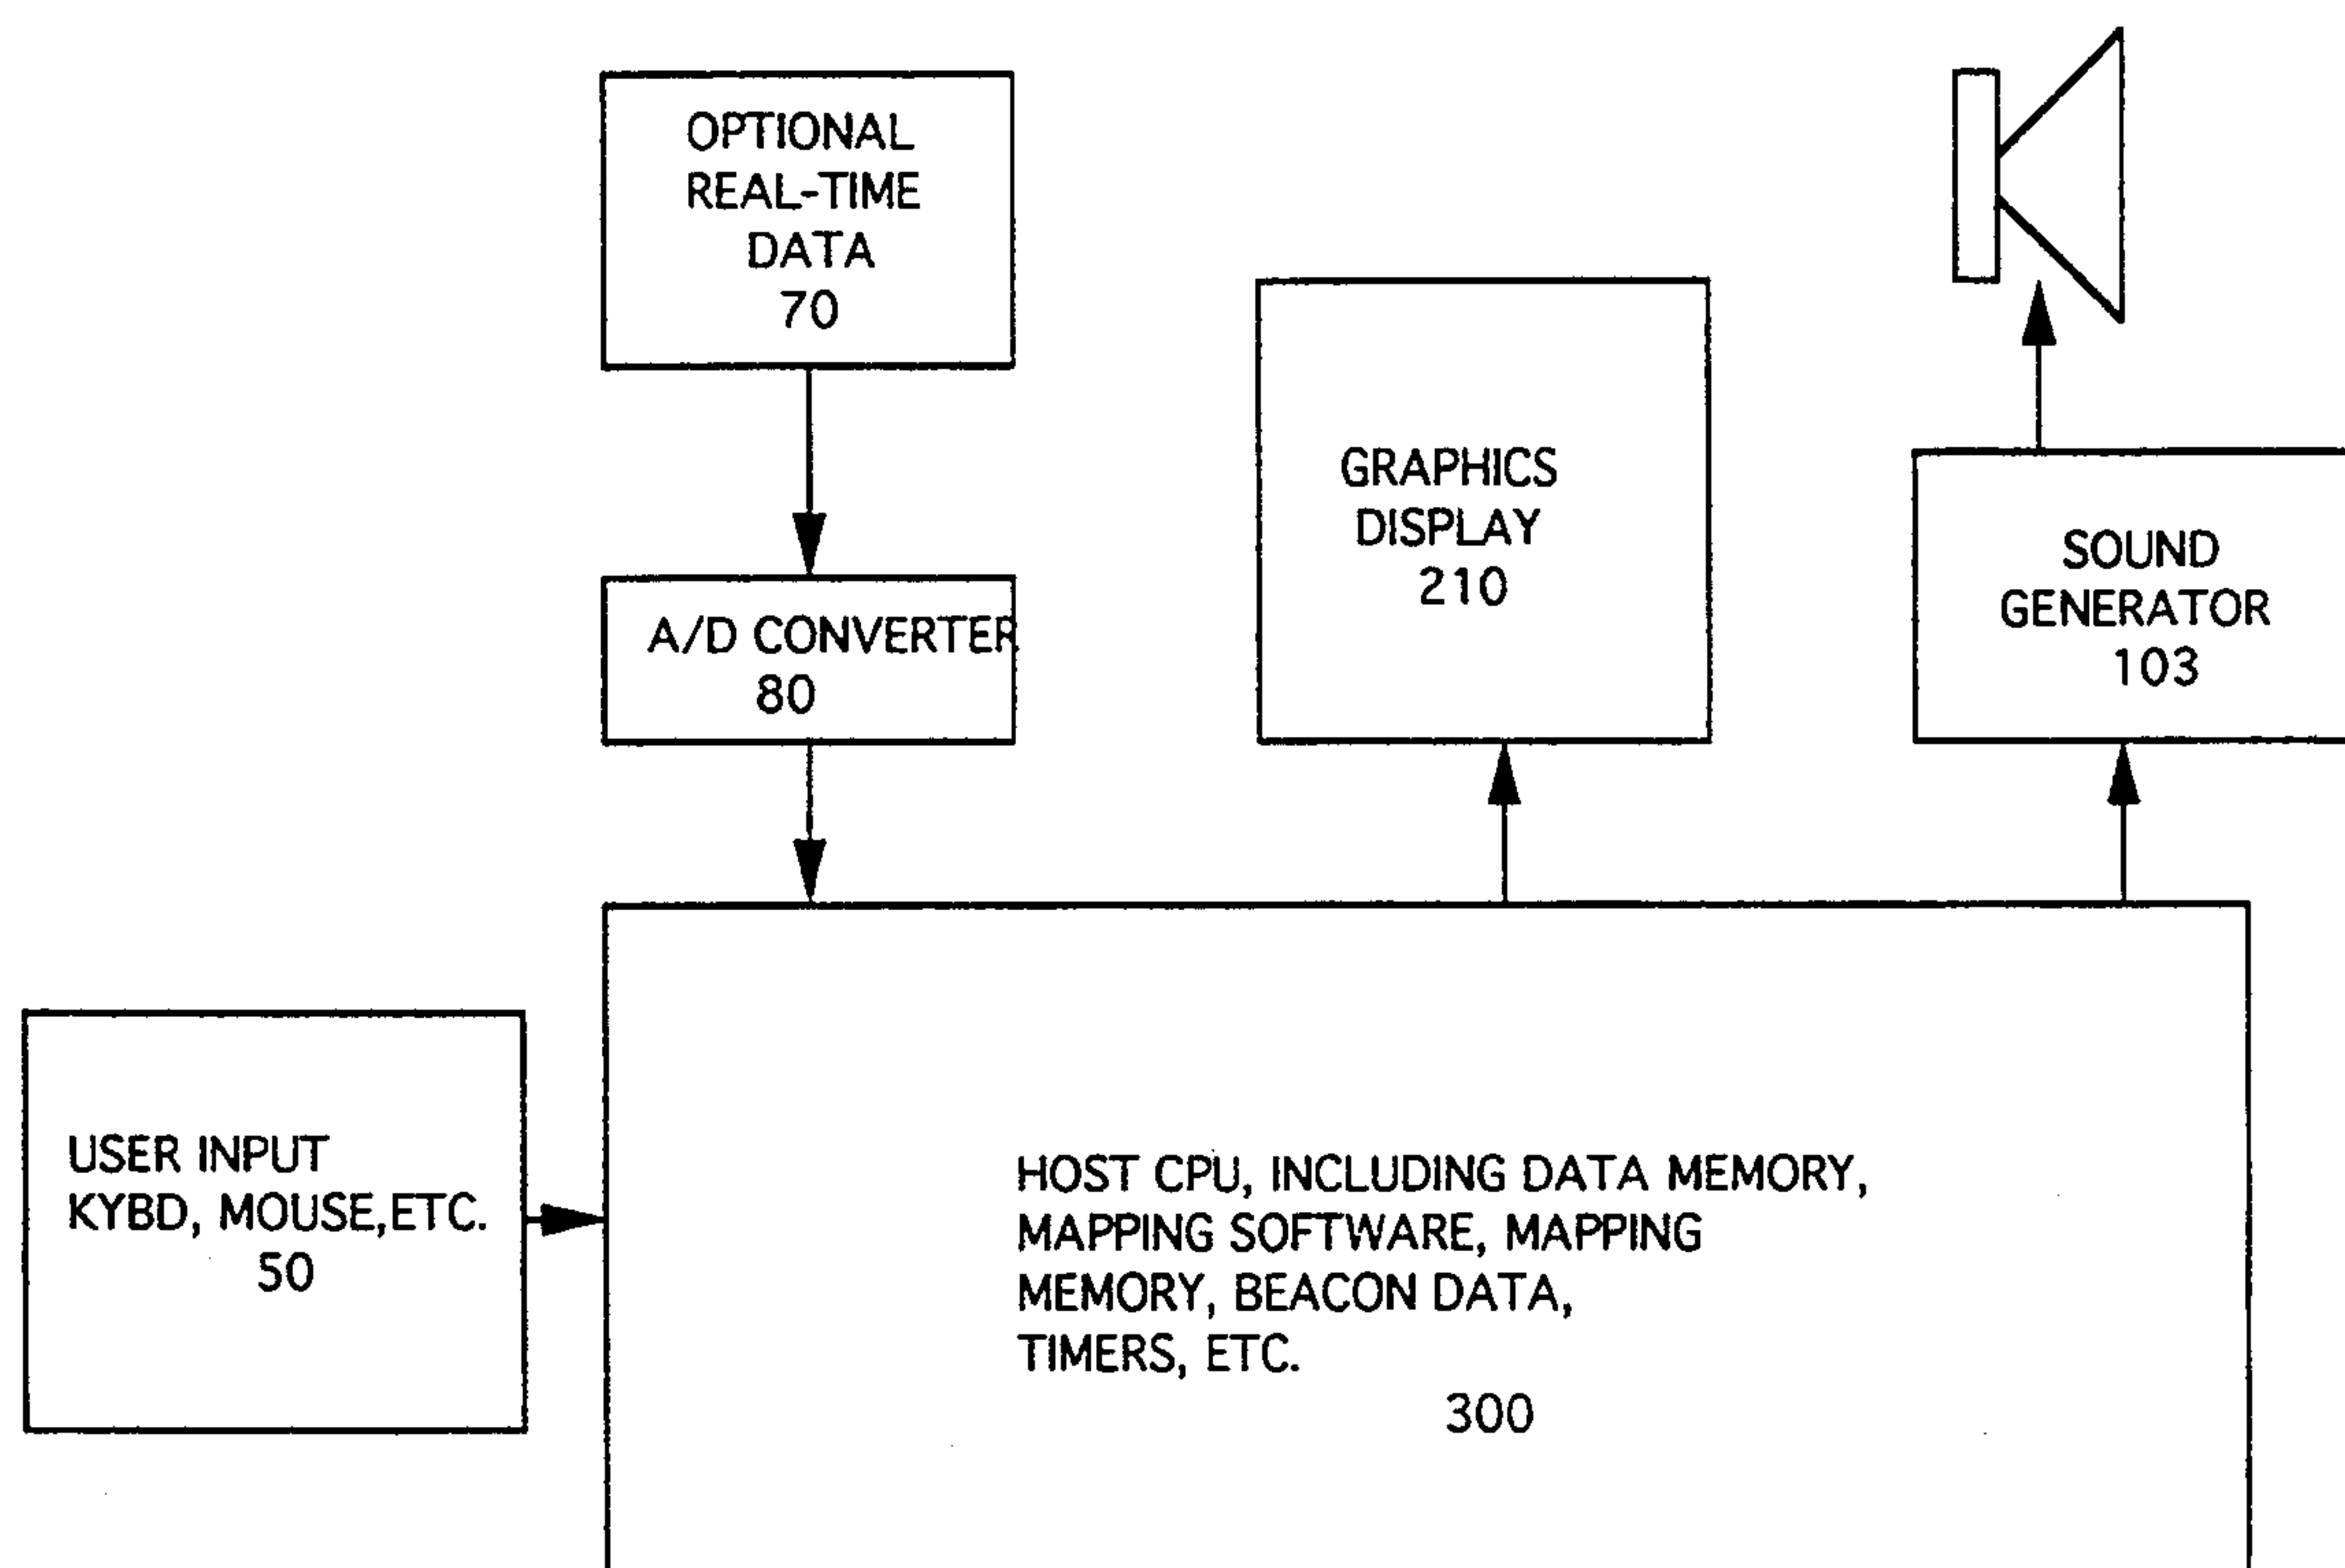 OPTIONAL
REAL-TIME
DATA
70
GRAPHICS
DISPLAY
210
SOUND
GENERATOR
103
A/D CONVERTER
80
USER INPUT
KYBD, MOUSE,ETC.
50
HOST CPU, INCLUDING DATA MEMORY,
MAPPING SOFTWARE, MAPPING
MEMORY, BEACON DATA,
TIMERS, ETC.
300